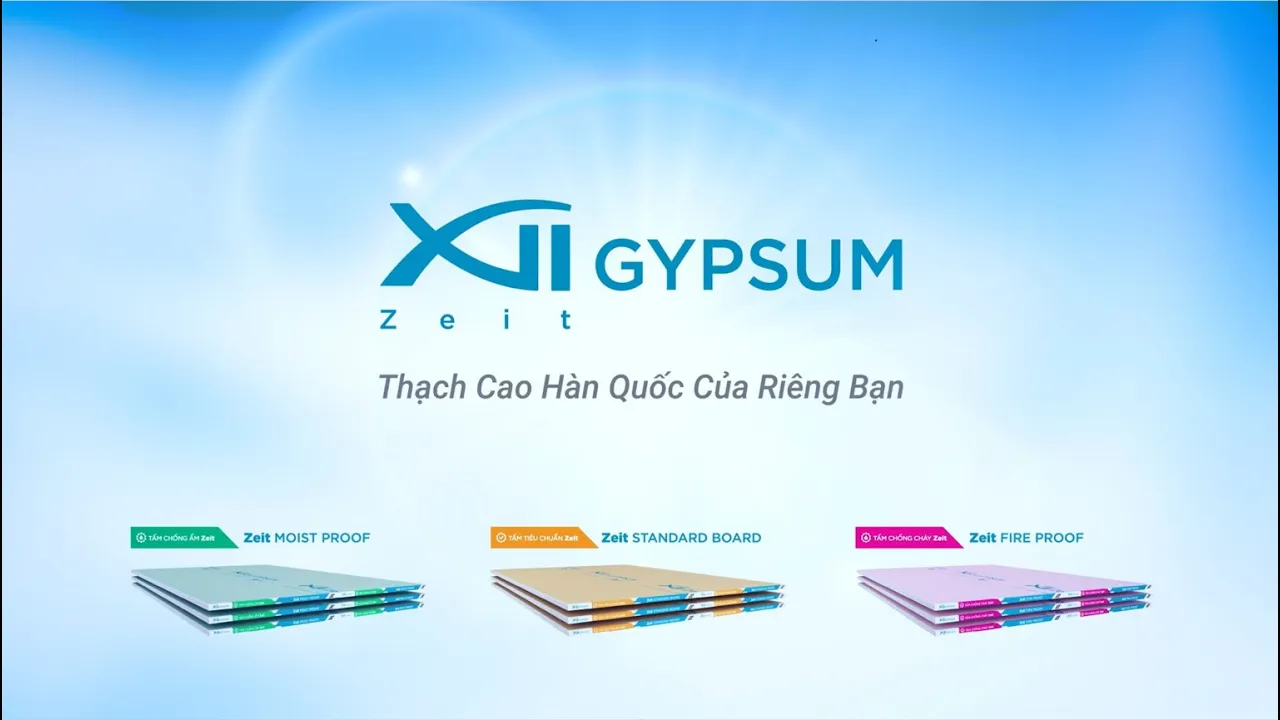 XII GYPSUM
Zeit
Thạch Cao Hàn Quốc Của Riêng Bạn
TẤM CHỐNG ẨM Zeit
Zeit MOIST PROOF
TẤM TIÊU CHUẨN Zeit
Zeit STANDARD BOARD
TẤM CHỐNG CHÁY Zeit
Zeit FIRE PROOF